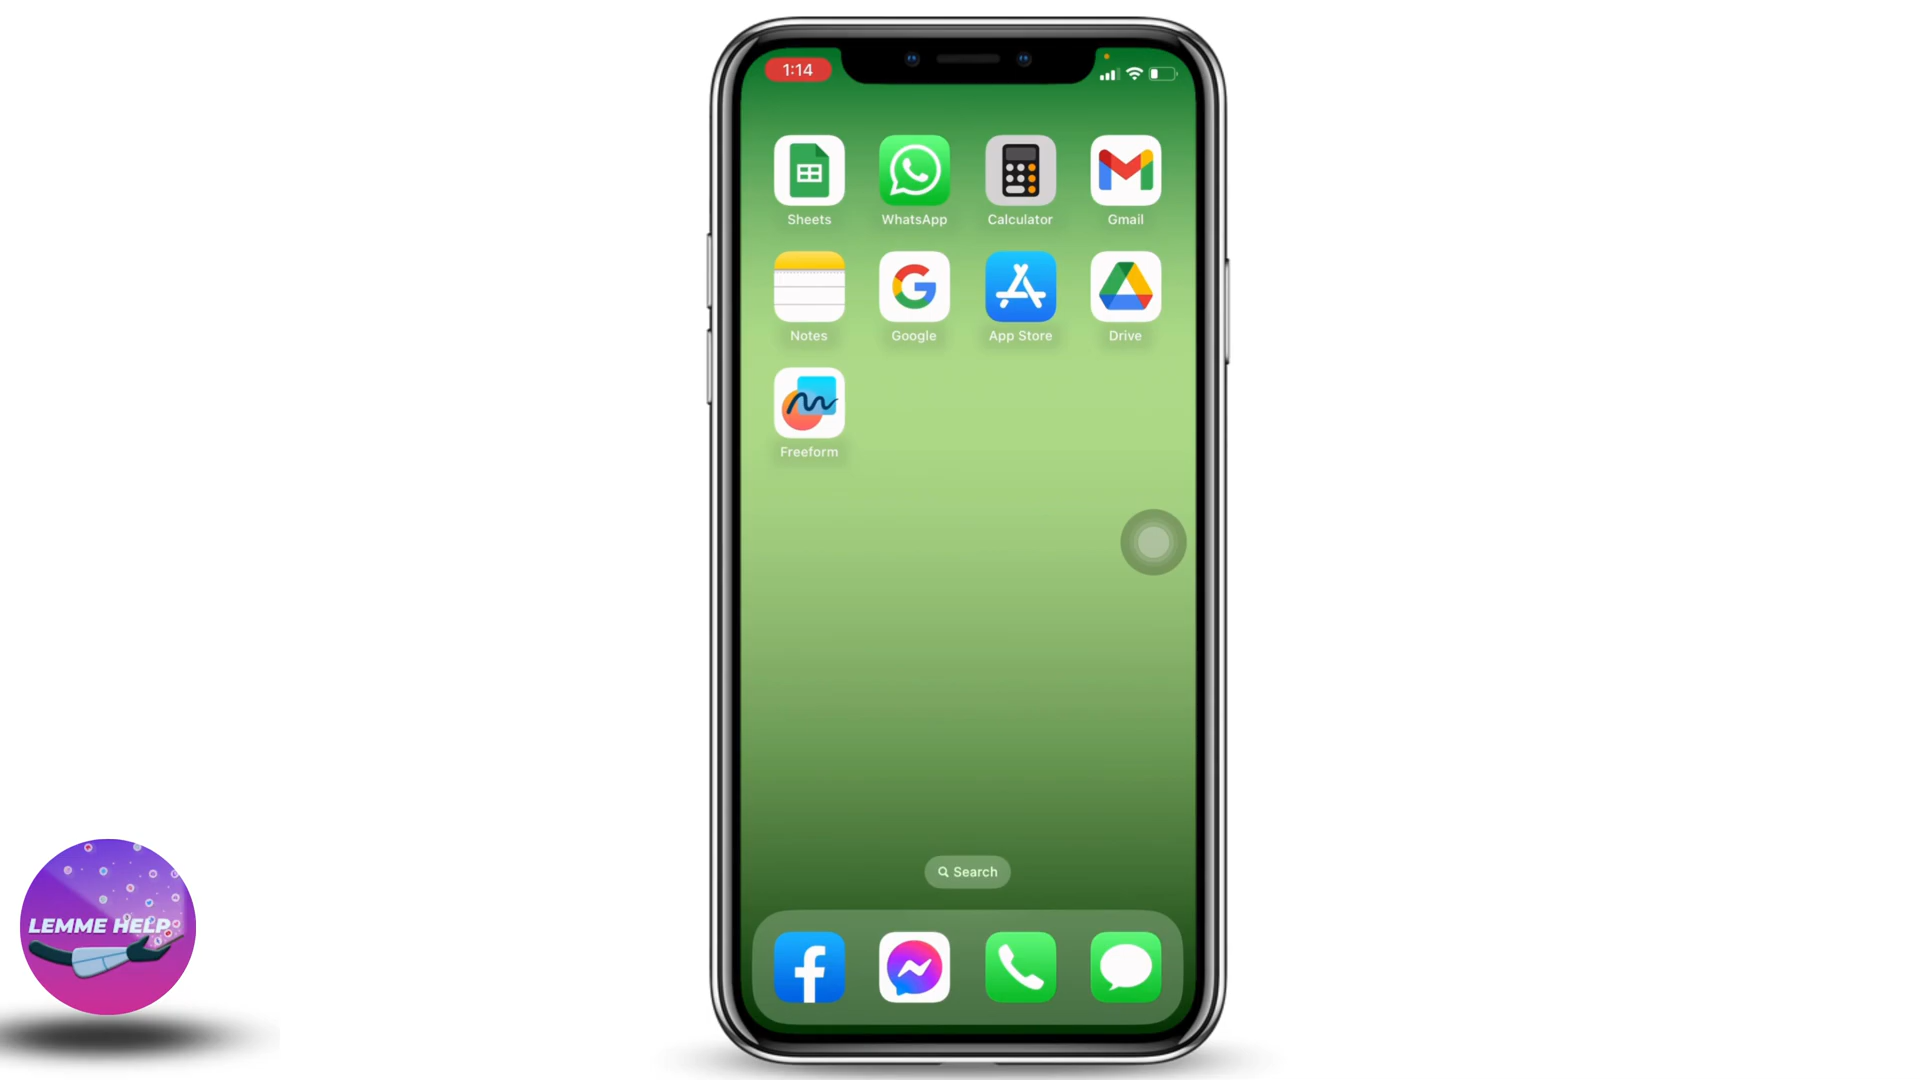 1:14
Sheets
WhatsApp
Calculator
Gmail
Notes
Google
App Store
Drive
Freeform
Search
LEMME HELP